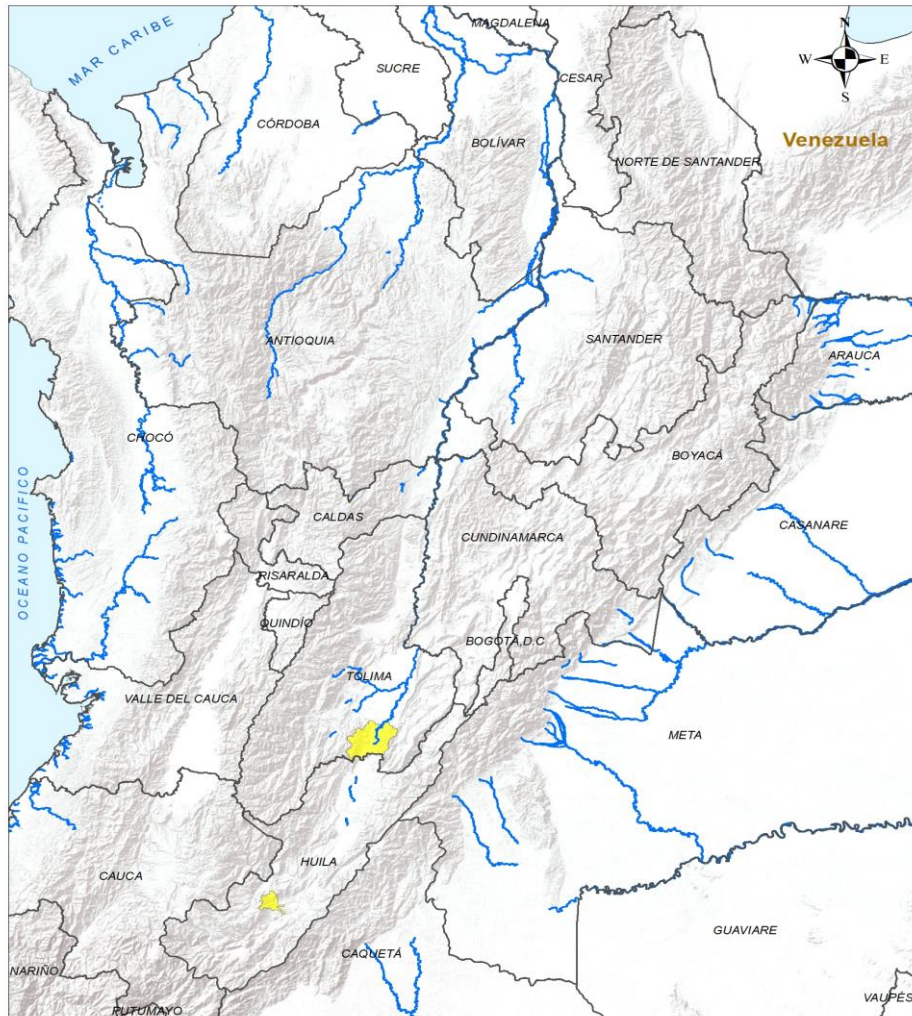 MAGDALENA
MAR CARIBE
N
W E
S
SUCRE
CESAR
CÓRDOBA
BOLÍVAR
Venezuela
NORTE DE SANTANDER
ANTIOQUIA
SANTANDER
ARAUCA
CHOCÓ
BOYACÁ
OCEANO PACIFICO
CALDAS
CASANARE
CUNDINAMARCA
RISARALDA
QUINDÍO
BOGOTÁ, D.C
TOLIMA
VALLE DEL CAUCA
META
HUILA
CAUCA
GUAVIARE
CAQUETÁ
NARIÑO
VAUPÉS
PUTUMAYO